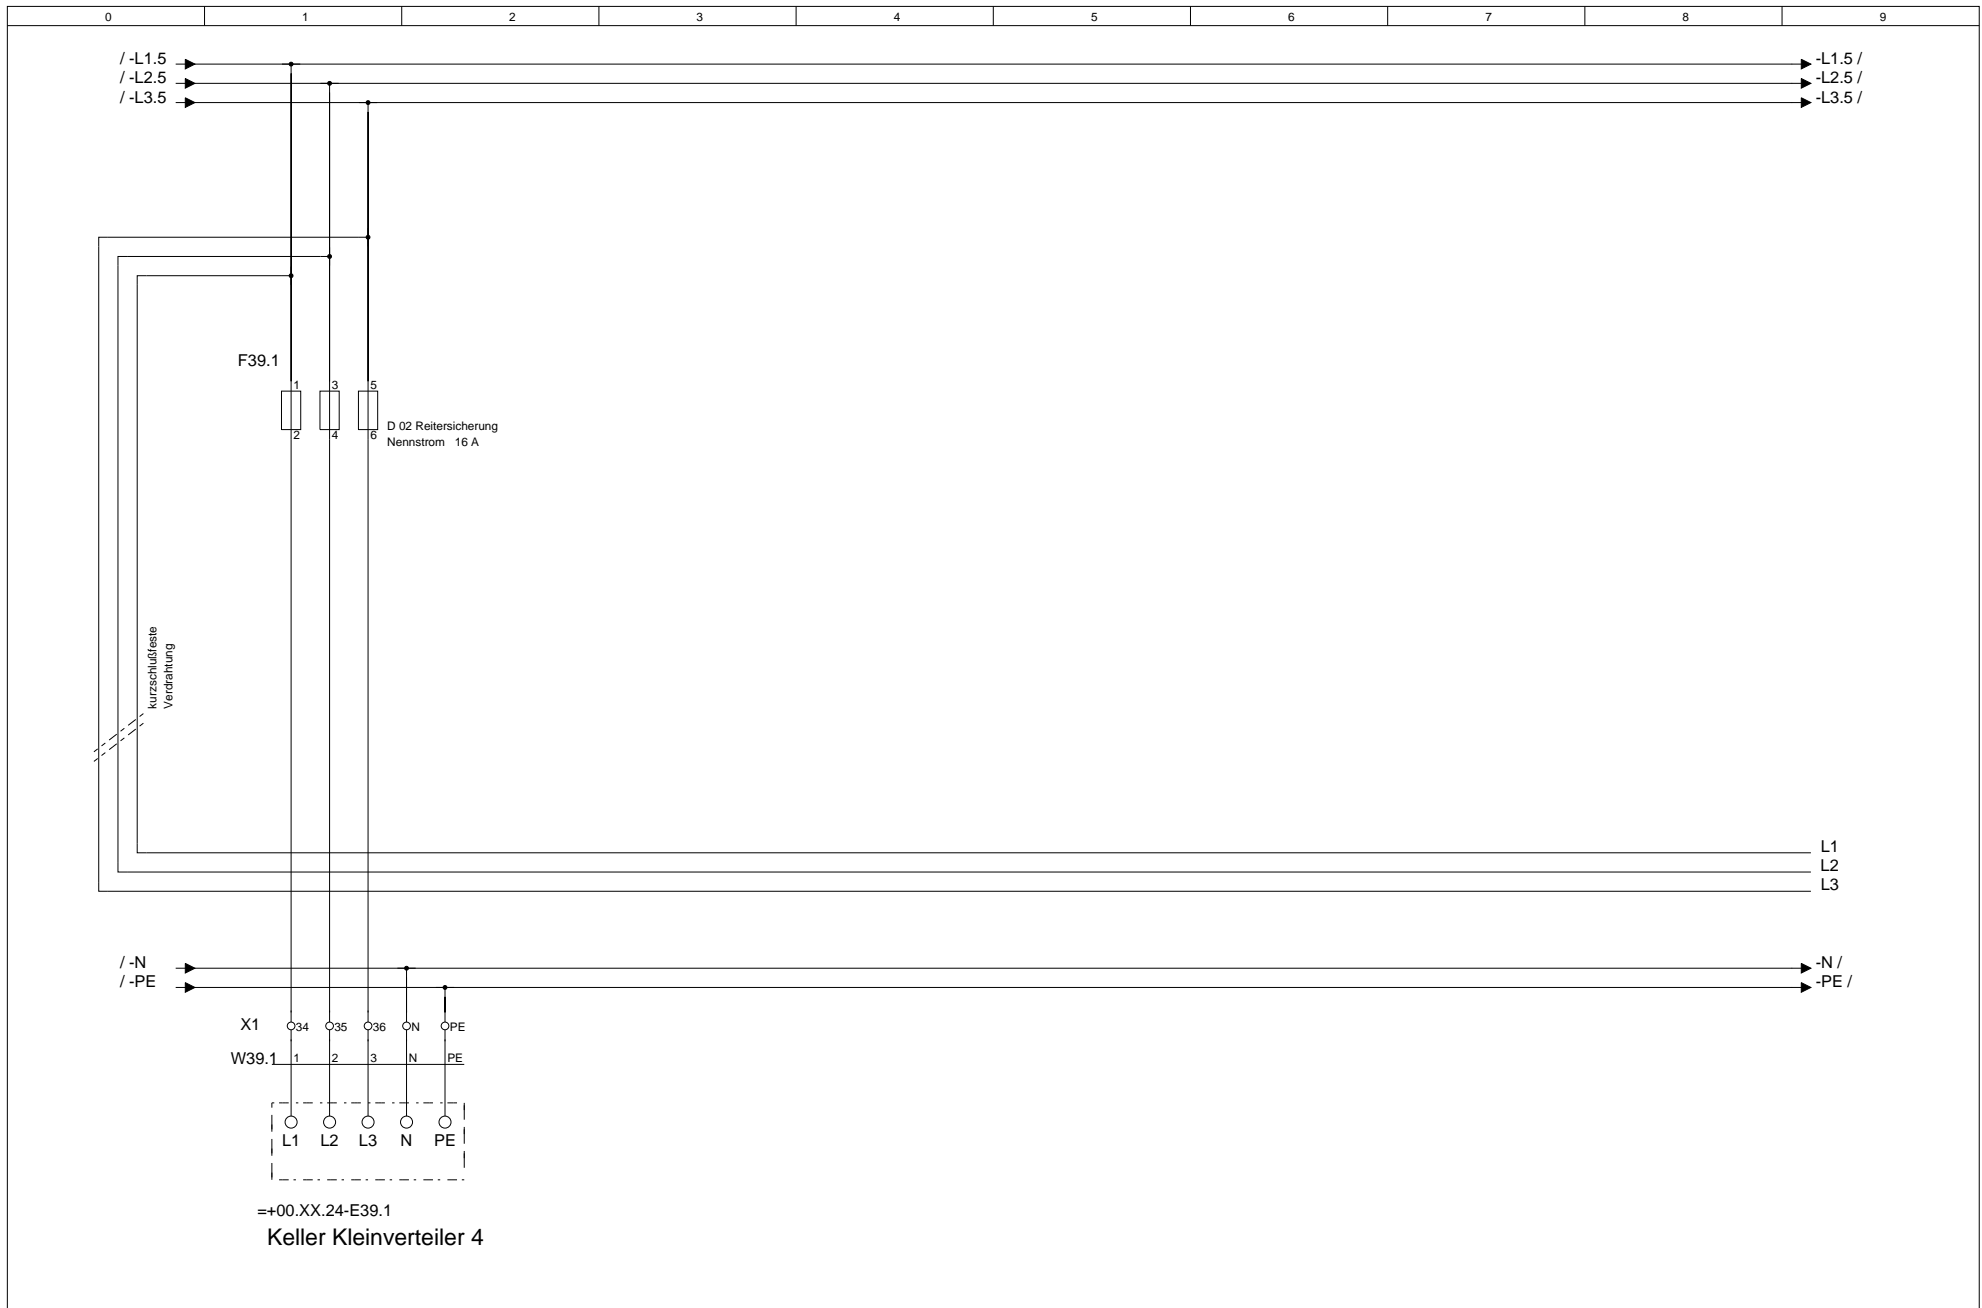 0 1 2 3 4 5 6 7 8 9
/ -L1.5 -L1.5 /
/ -L2.5 -L2.5 /
/ -L3.5 -L3.5 /
F39.1
1 3 5
2 4 6
D 02 Reitersicherung
Nennstrom 16 A
kurzschlußfeste
Verdrahtung
L1
L2
L3
/ -N -N /
/ -PE -PE /
X1 34 35 36 N PE
W39.1 1 2 3 N PE
L1 L2 L3 N PE
=+00.XX.24-E39.1
Keller Kleinverteiler 4